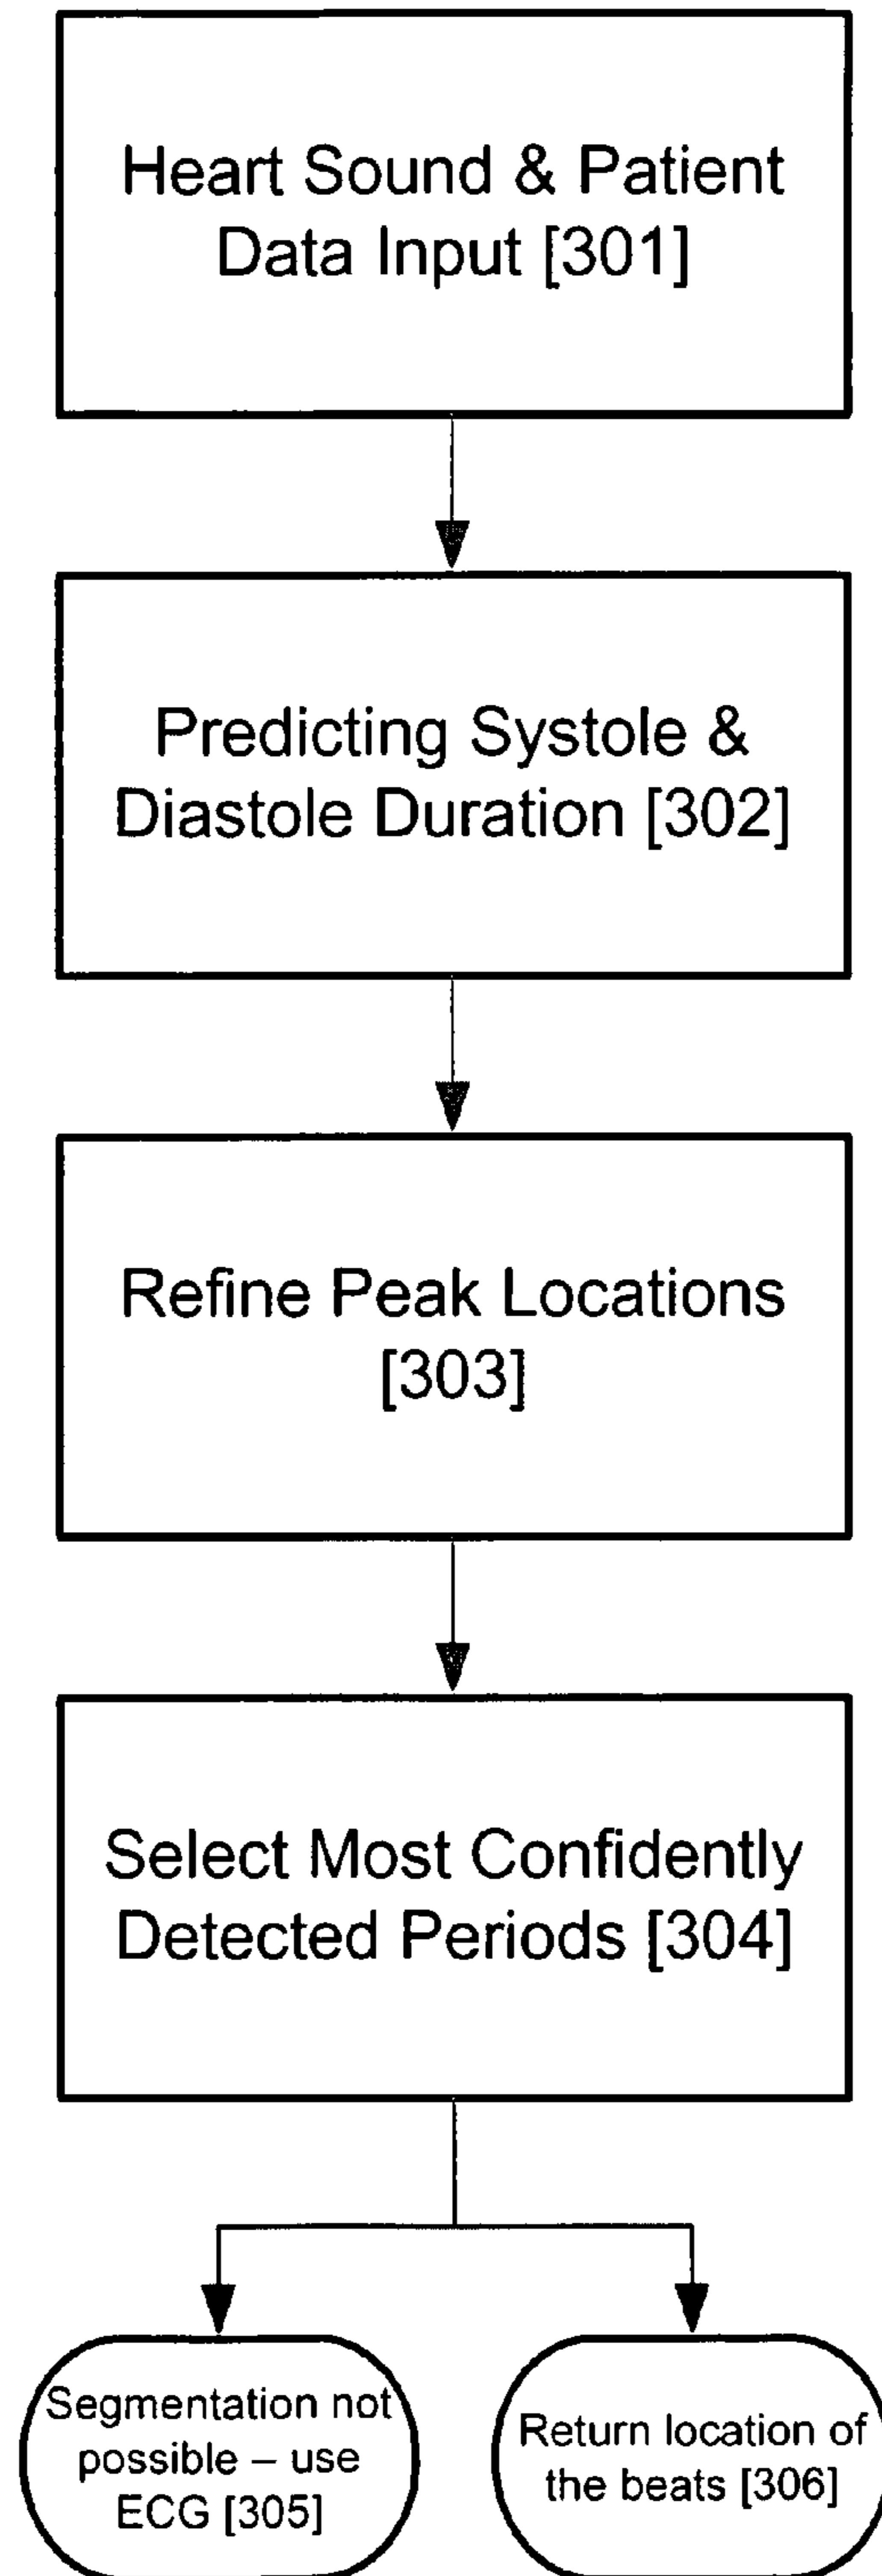 Heart Sound & Patient
Data Input [301]
Predicting Systole &
Diastole Duration [302]
Refine Peak Locations
[303]
Select Most Confidently
Detected Periods [304]
Segmentation not
possible – use
ECG [305]
Return location of
the beats [306]